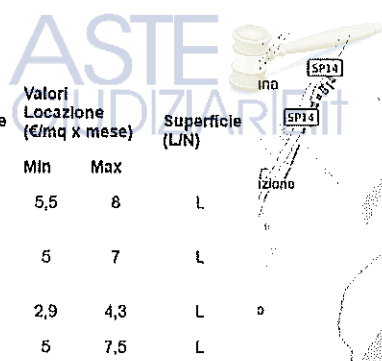 ASTE
GIUDIZIARIE.it
Valori
Locazione
(€/mq x mese)
Superficie
(L/N)
Min Max
5,5 8 L
5 7 L
2,9 4,3 L
5 7,5 L
e
ina
SP14
SP14
izione
o